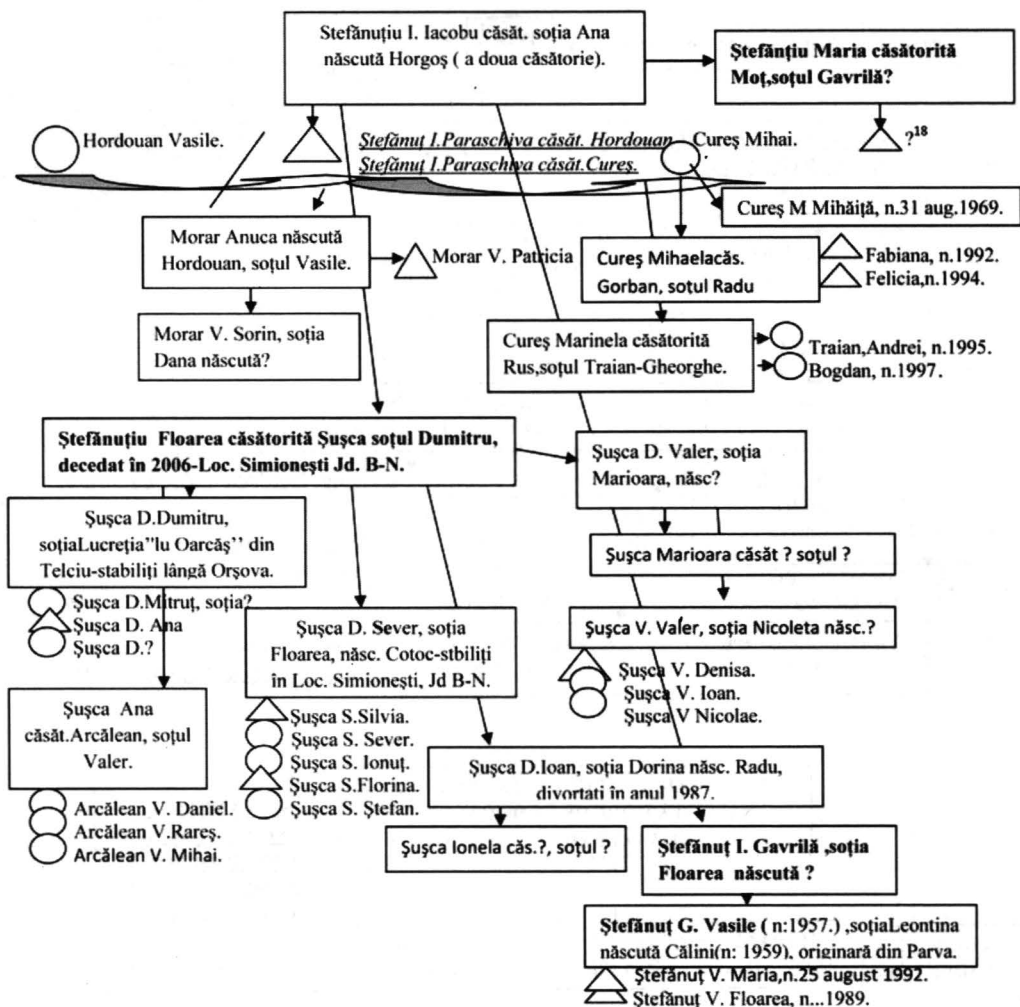 Ștefănuțiu I. Iacobu căsăt. soția Ana
născută Horgoș ( a doua căsătorie).
Ștefănțiu Maria căsătorită
Moț,soțul Gavrilă?
Hordouan Vasile.
Ștefănuț I.Paraschiva căsăt. Hordouan
Ștefănuț I.Paraschiva căsăt.Cureș.
Cureș Mihai.
?18
Cureș M Mihăiță, n.31 aug.1969.
Morar Anuca născută
Hordouan, soțul Vasile.
Morar V. Patricia
Cureș Mihaelacăs.
Gorban, sotul Radu
Fabiana, n.1992.
Felicia,n.1994.
Morar V. Sorin, soția
Dana născută?
Cureș Marinela căsătorită
Rus,soțul Traian-Gheorghe.
Traian,Andrei, n.1995.
Bogdan, n.1997.
Ștefănuțiu Floarea căsătorită Șușca soțul Dumitru,
decedat în 2006-Loc. Simionești Jd. B-N.
Șușca D. Valer, soția
Marioara, născ?
Șușca D.Dumitru,
soțiaLucreția"lu Oarcăș'' din
Telciu-stabiliți lângă Orșova.
Șușca Marioara căsăt ? soțul ?
Șușca D.Mitruț, soția?
Șușca D. Ana
Șușca D.?
Șușca D. Sever, soția
Floarea, născ. Cotoc-stbiliți
în Loc. Simionești, Jd B-N.
Șușca V. Valer, soția Nicoleta născ.?
Șușca V. Denisa.
Șușca V. Ioan.
Șușca V Nicolae.
Șușca Ana
căsăt.Arcălean, soțul
Valer.
Șușca S.Silvia.
Șușca S. Sever.
Șușca S. Ionuț.
Șușca S.Florina.
Șușca S. Ștefan.
Șușca D.Ioan, soția Dorina născ. Radu,
divortati în anul 1987.
Arcălean V. Daniel.
Arcălean V.Rareș.
Arcălean V. Mihai.
Șușca Ionela căs.?, soțul ?
Ștefănuț I. Gavrilă ,soția
Floarea născută ?
Ștefănuț G. Vasile ( n:1957.) ,soțiaLeontina
născută Călini(n: 1959), originară din Parva.
Ștefănuț V. Maria,n.25 august 1992.
Ștefănuț V. Floarea, n...1989.